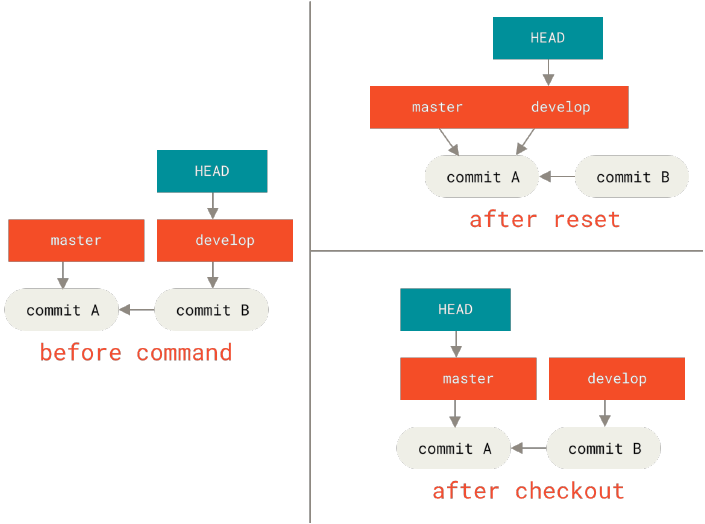 HEAD
master develop
commit A commit B
before command
HEAD
master develop
commit A commit B
after reset
HEAD
master develop
commit A commit B
after checkout